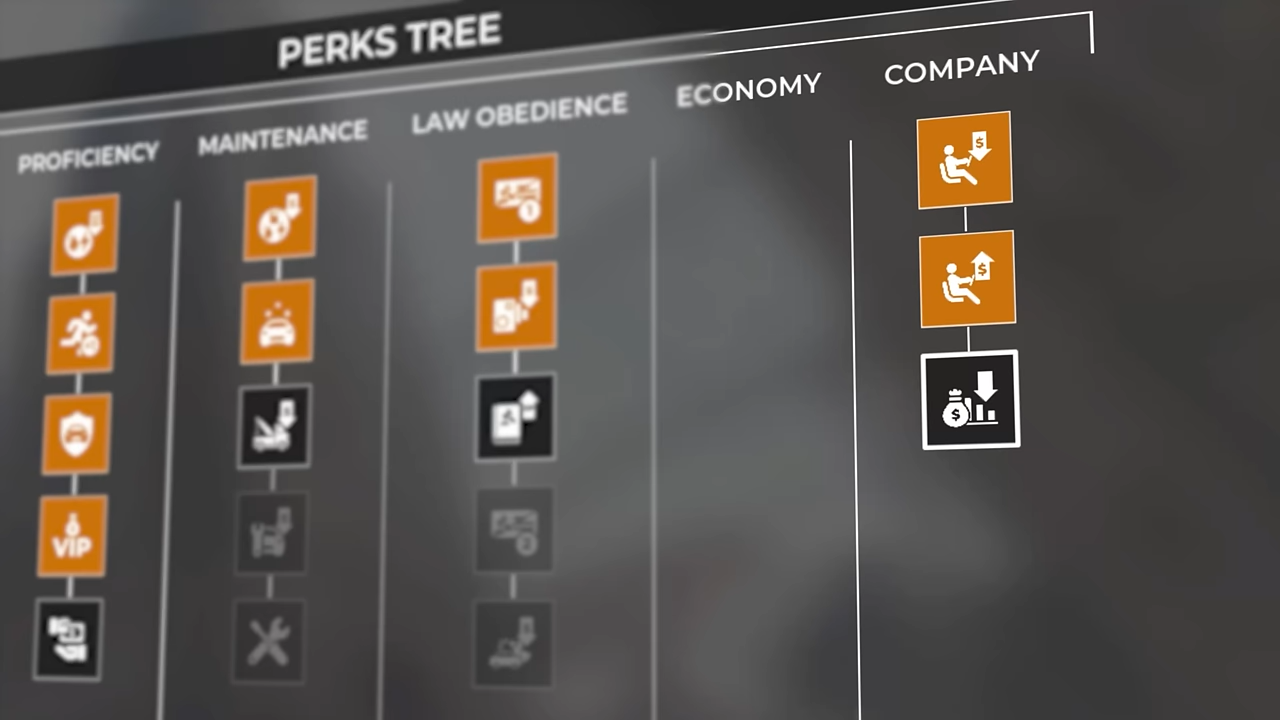 PERKS TREE
PROFICIENCY
MAINTENANCE
LAW OBEDIENCE
ECONOMY
COMPANY
VIP
$
$
$